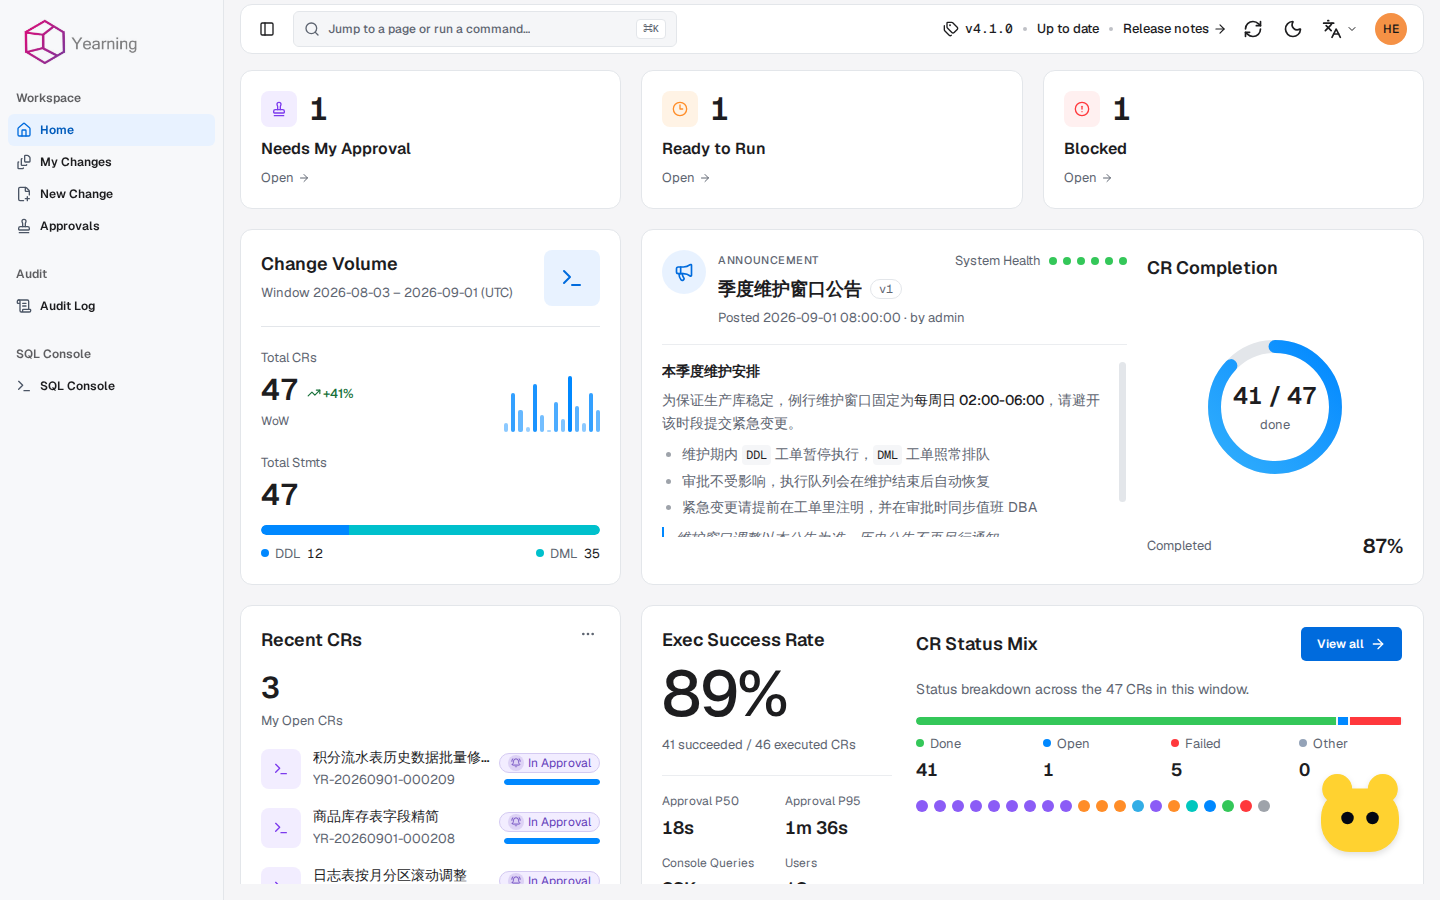 Yearning
Workspace
Home
My Changes
New Change
Approvals
Audit
Audit Log
SQL Console
SQL Console
Jump to a page or run a command...
⌘K
v4.1.0
Up to date
Release notes
HE
1
Needs My Approval
Open
1
Ready to Run
Open
1
Blocked
Open
Change Volume
Window 2026-08-03 – 2026-09-01 (UTC)
Total CRs
47
+41%
WoW
Total Stmts
47
DDL 12
DML 35
ANNOUNCEMENT
System Health
季度维护窗口公告 v1
Posted 2026-09-01 08:00:00 · by admin
本季度维护安排
为保证生产库稳定，例行维护窗口固定为每周日 02:00-06:00，请避开
该时段提交紧急变更。
维护期内 DDL 工单暂停执行，DML 工单照常排队
审批不受影响，执行队列会在维护结束后自动恢复
紧急变更请提前在工单里注明，并在审批时同步值班 DBA
CR Completion
41 / 47
done
Completed
87%
Recent CRs
3
My Open CRs
积分流水表历史数据批量修...
YR-20260901-000209
In Approval
商品库存表字段精简
YR-20260901-000208
In Approval
日志表按月分区滚动调整
In Approval
Exec Success Rate
89%
41 succeeded / 46 executed CRs
Approval P50
18s
Approval P95
1m 36s
Console Queries
Users
CR Status Mix
View all
Status breakdown across the 47 CRs in this window.
Done
41
Open
1
Failed
5
Other
0